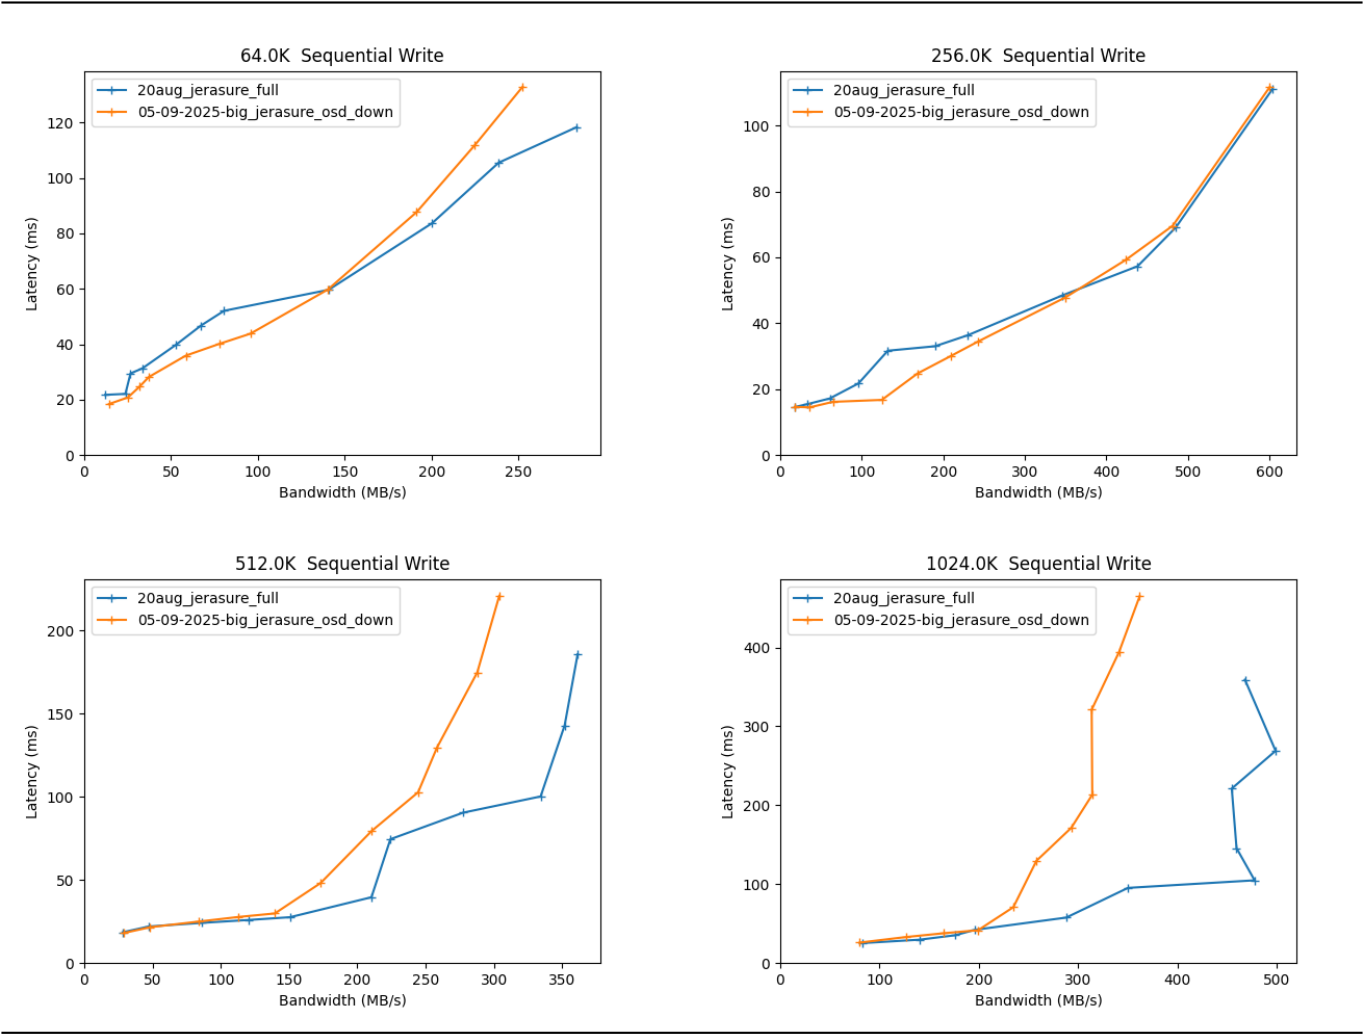 64.0K  Sequential Write
20aug_jerasure_full
05-09-2025-big_jerasure_osd_down
Latency (ms)
120
100
80
60
40
20
0
0 50 100 150 200 250
Bandwidth (MB/s)
256.0K  Sequential Write
20aug_jerasure_full
05-09-2025-big_jerasure_osd_down
Latency (ms)
100
80
60
40
20
0
0 100 200 300 400 500 600
Bandwidth (MB/s)
512.0K  Sequential Write
20aug_jerasure_full
05-09-2025-big_jerasure_osd_down
Latency (ms)
200
150
100
50
0
0 50 100 150 200 250 300 350
Bandwidth (MB/s)
1024.0K  Sequential Write
20aug_jerasure_full
05-09-2025-big_jerasure_osd_down
Latency (ms)
400
300
200
100
0
0 100 200 300 400 500
Bandwidth (MB/s)